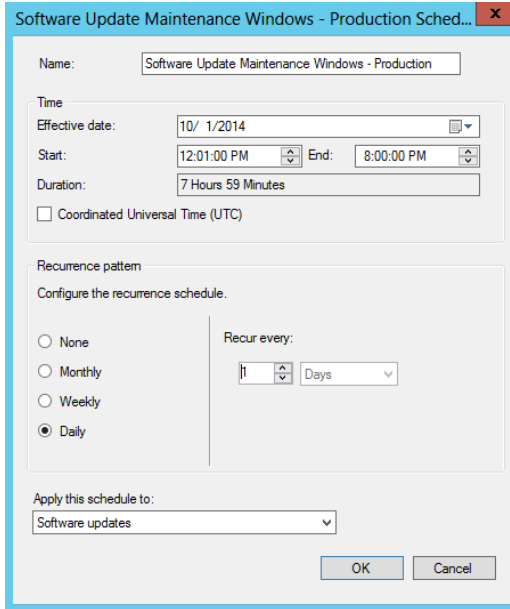 Software Update Maintenance Windows - Production Sched... x
Name: Software Update Maintenance Windows - Production
Time
Effective date: 10/ 1/2014
Start: 12:01:00 PM End: 8:00:00 PM
Duration: 7 Hours 59 Minutes
Coordinated Universal Time (UTC)
Recurrence pattern
Configure the recurrence schedule.
None
Recur every:
Monthly
1 Days
Weekly
Daily
Apply this schedule to:
Software updates
OK Cancel